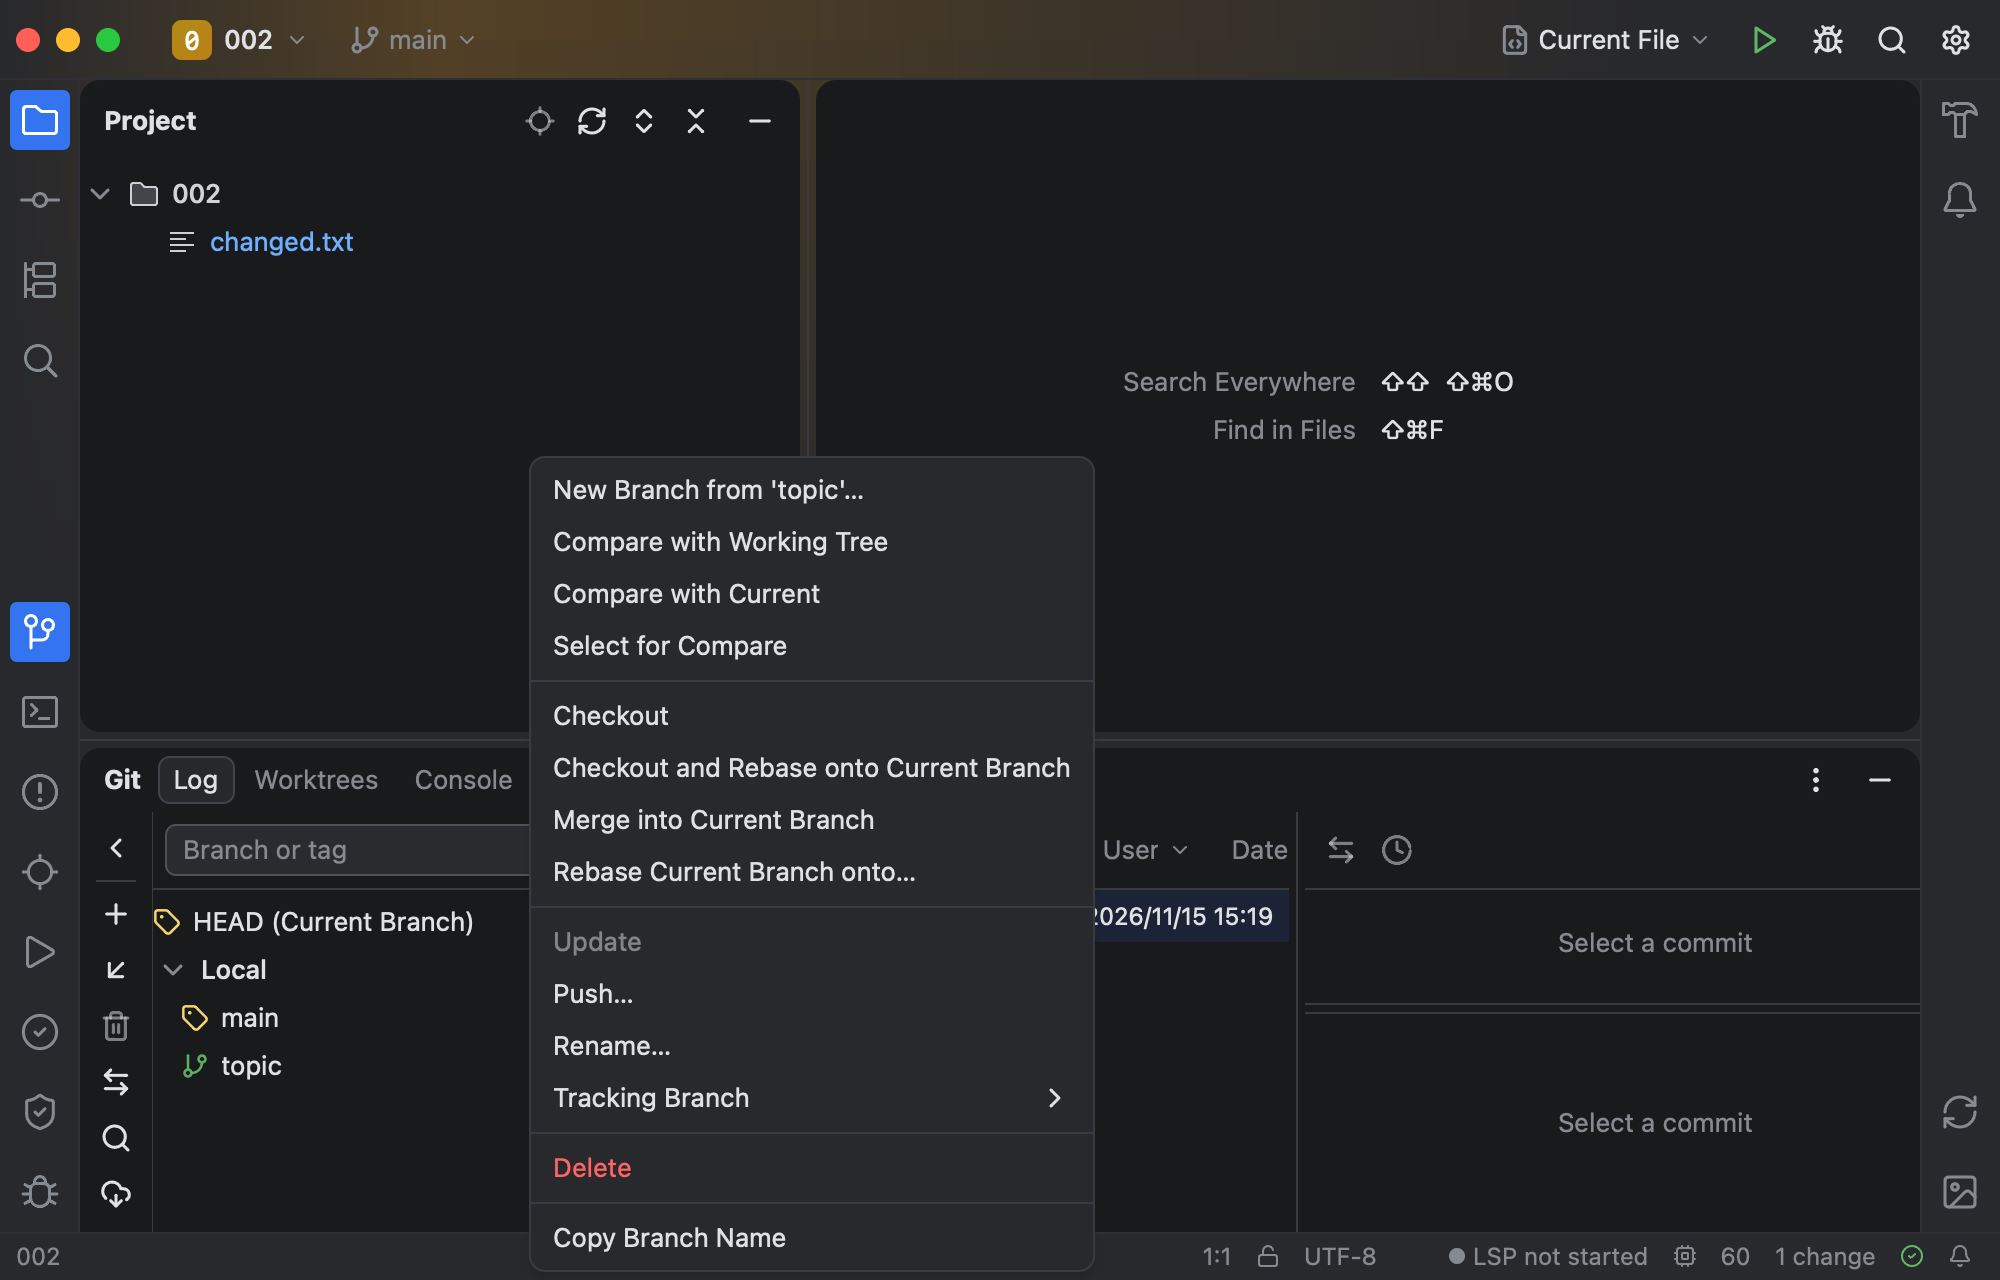 0 002
main
Current File
Project
002
changed.txt
Search Everywhere ⇧⇧ ⇧⌘O
Find in Files ⇧⌘F
New Branch from 'topic'...
Compare with Working Tree
Compare with Current
Select for Compare
Checkout
Checkout and Rebase onto Current Branch
Merge into Current Branch
Rebase Current Branch onto...
Update
Push...
Rename...
Tracking Branch
Delete
Copy Branch Name
Git
Log
Worktrees
Console
Branch or tag
User
Date
HEAD (Current Branch)
2026/11/15 15:19
Local
main
topic
Select a commit
Select a commit
002
1:1
UTF-8
LSP not started
60
1 change